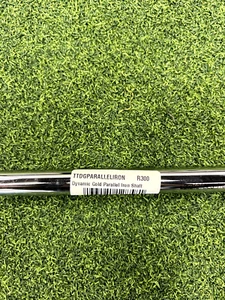 TTDGPARALLELIRON R300
Dynamic Gold Parallel Iron Shaft